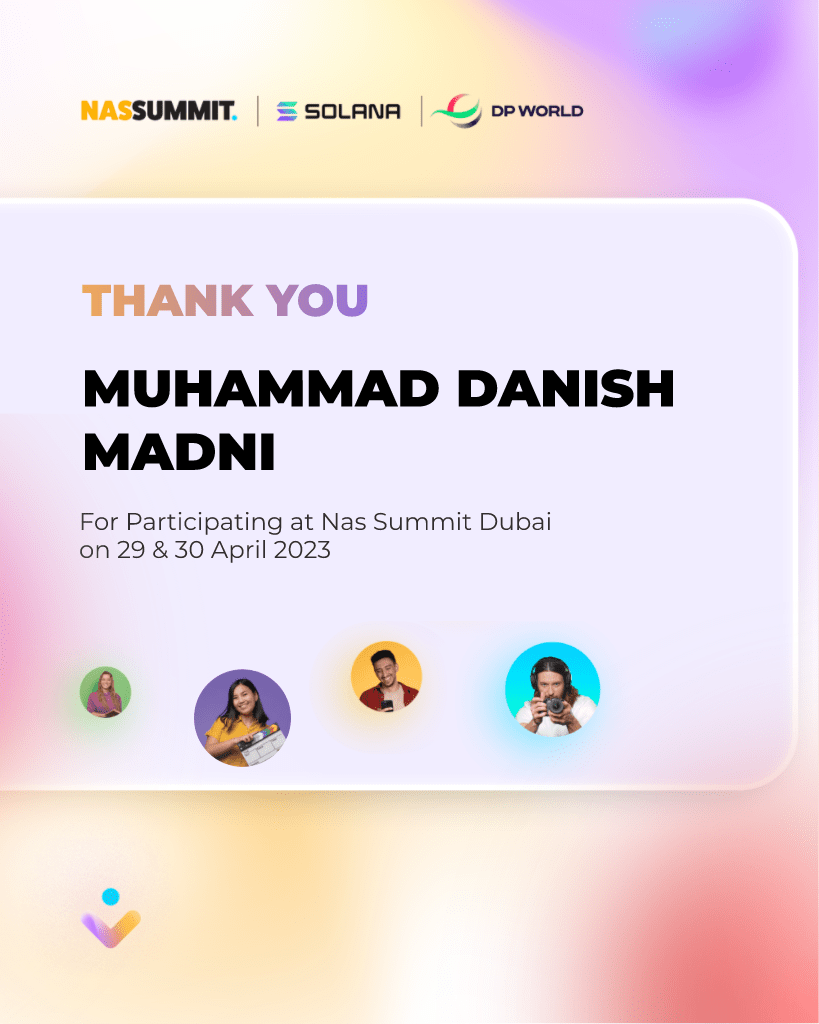 NASSUMMIT. | SOLANA | DP WORLD
THANK YOU
MUHAMMAD DANISH
MADNI
For Participating at Nas Summit Dubai
on 29 & 30 April 2023